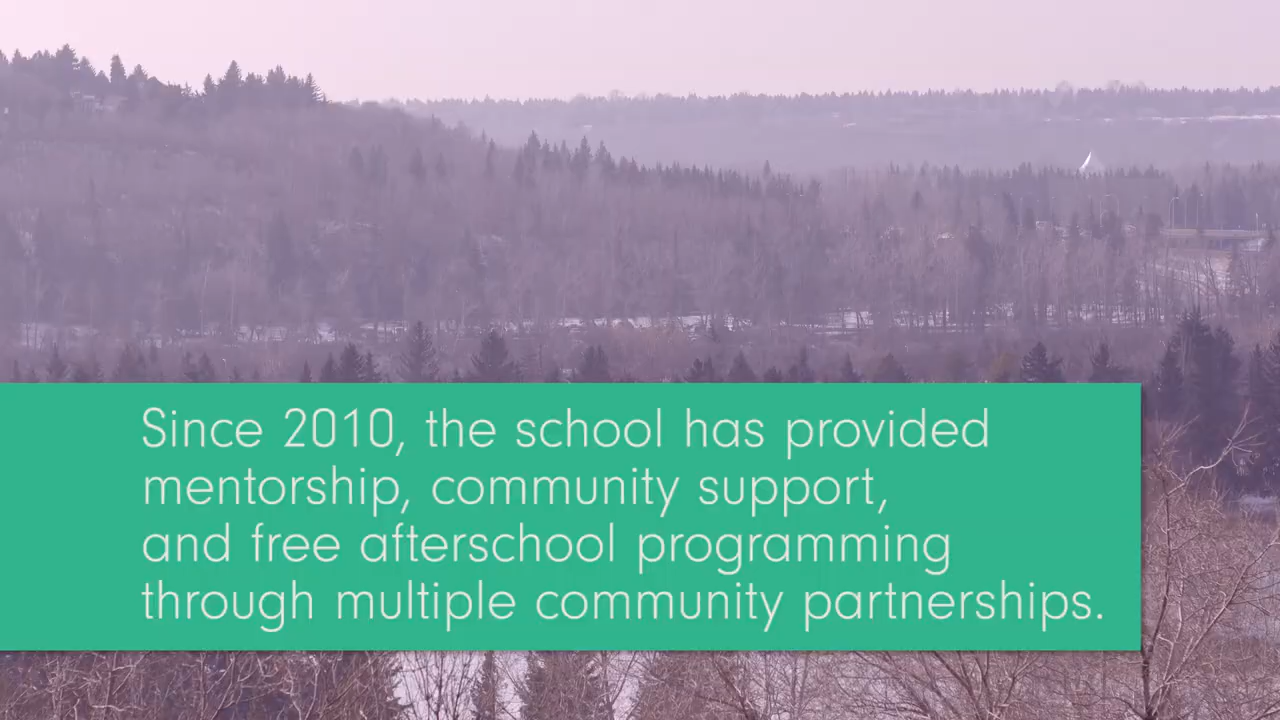 Since 2010, the school has provided
mentorship, community support,
and free afterschool programming
through multiple community partnerships.